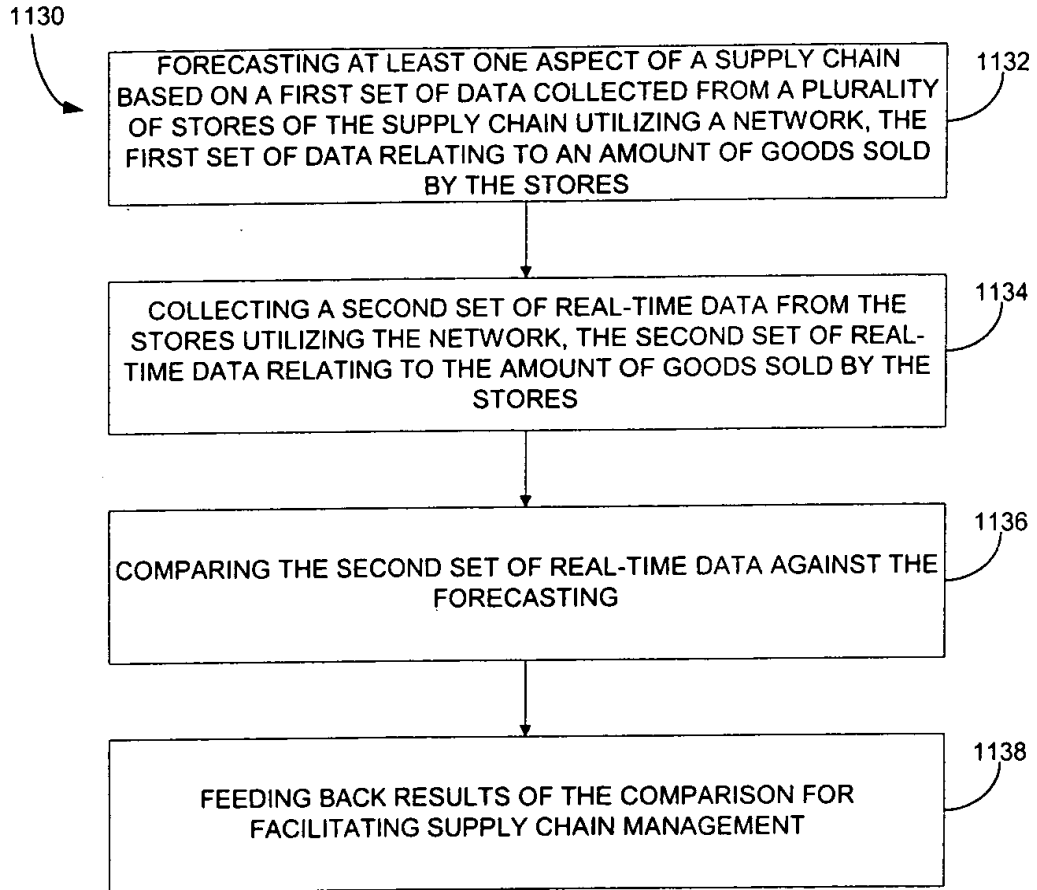 1130
FORECASTING AT LEAST ONE ASPECT OF A SUPPLY CHAIN
BASED ON A FIRST SET OF DATA COLLECTED FROM A PLURALITY
OF STORES OF THE SUPPLY CHAIN UTILIZING A NETWORK, THE
FIRST SET OF DATA RELATING TO AN AMOUNT OF GOODS SOLD
BY THE STORES
1132
COLLECTING A SECOND SET OF REAL-TIME DATA FROM THE
STORES UTILIZING THE NETWORK, THE SECOND SET OF REAL-
TIME DATA RELATING TO THE AMOUNT OF GOODS SOLD BY THE
STORES
1134
COMPARING THE SECOND SET OF REAL-TIME DATA AGAINST THE
FORECASTING
1136
FEEDING BACK RESULTS OF THE COMPARISON FOR
FACILITATING SUPPLY CHAIN MANAGEMENT
1138